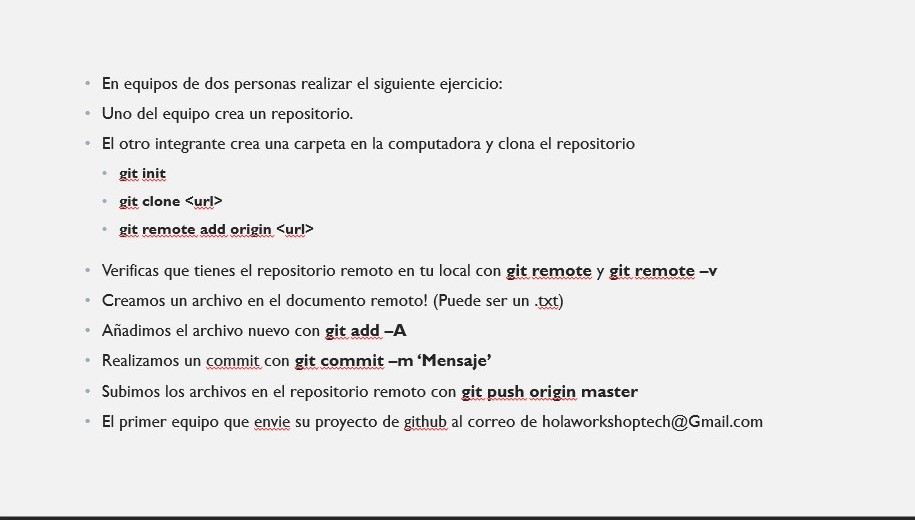 En equipos de dos personas realizar el siguiente ejercicio:
Uno del equipo crea un repositorio.
El otro integrante crea una carpeta en la computadora y clona el repositorio
git init
git clone <url>
git remote add origin <url>
Verificas que tienes el repositorio remoto en tu local con git remote y git remote –v
Creamos un archivo en el documento remoto! (Puede ser un .txt)
Añadimos el archivo nuevo con git add –A
Realizamos un commit con git commit –m ‘Mensaje’
Subimos los archivos en el repositorio remoto con git push origin master
El primer equipo que envie su proyecto de github al correo de holaworkshoptech@Gmail.com